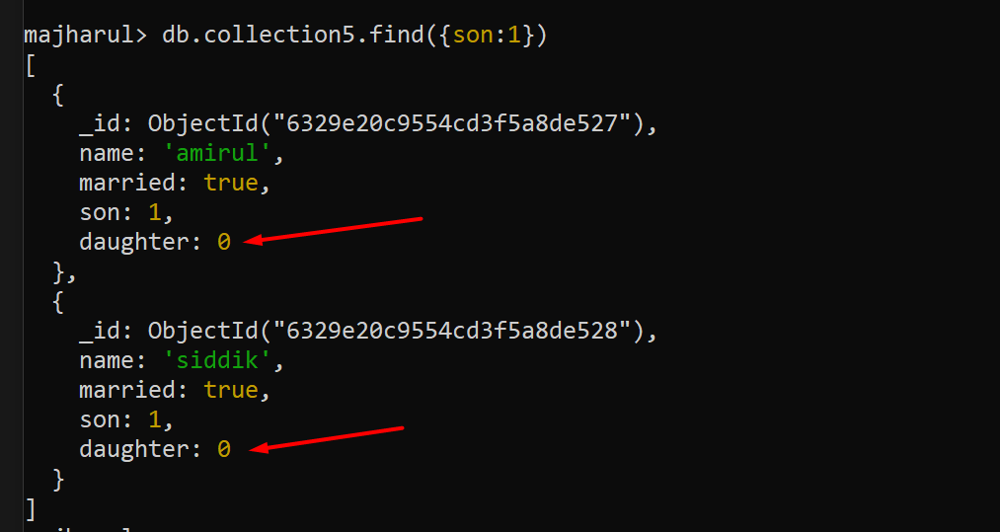 majharul> db.collection5.find({son:1})
[
  {
    _id: ObjectId("6329e20c9554cd3f5a8de527"),
    name: 'amirul',
    married: true,
    son: 1,
    daughter: 0
  },
  {
    _id: ObjectId("6329e20c9554cd3f5a8de528"),
    name: 'siddik',
    married: true,
    son: 1,
    daughter: 0
  }
]